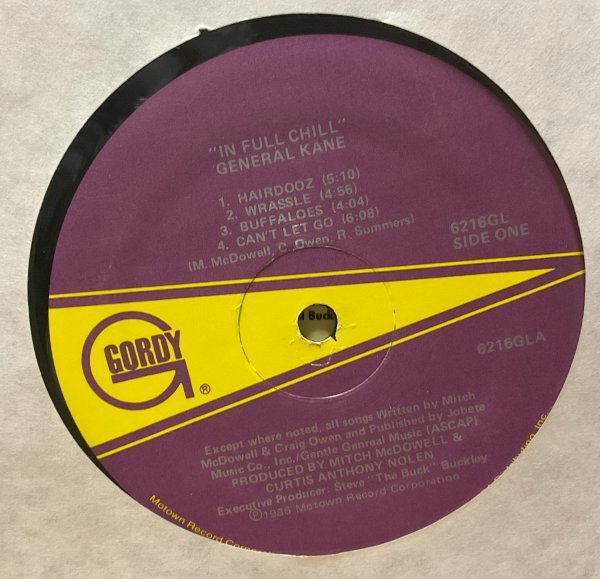 "IN FULL CHILL"
GENERAL KANE
1. HAIRDOOZ (5:10)
2. WRASSLE (4:56)
3. BUFFALOES (4:04)
4. CAN'T LET GO (6:08)
(M. McDowell, C. Owen, R. Summers)
6216GL
SIDE ONE
GORDY
®
6216GLA
Except where noted, all songs Written by Mitch
McDowell & Craig Owen and Published by Jobete
Music Co., Inc./Gentle Genreal Music (ASCAP)
PRODUCED BY MITCH McDOWELL &
CURTIS ANTHONY NOLEN
Executive Producer: Steve "The Buck" Buckley
Ⓟ©1986 Motown Record Corporation
Motown Record
Inc.